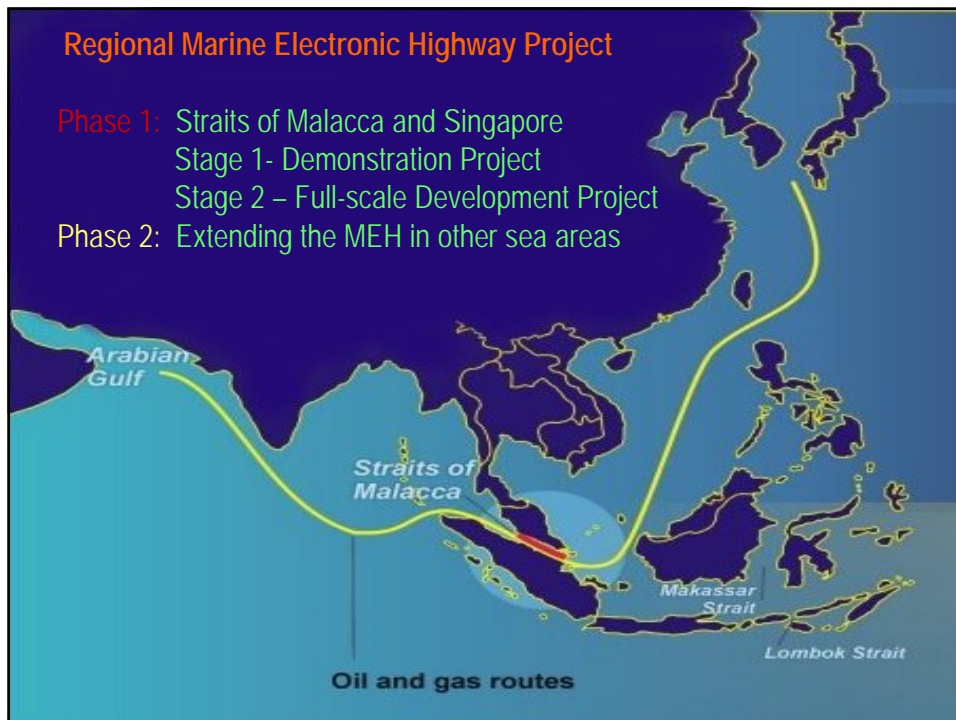 Regional Marine Electronic Highway Project
Phase 1: Straits of Malacca and Singapore
Stage 1- Demonstration Project
Stage 2 – Full-scale Development Project
Phase 2: Extending the MEH in other sea areas
Arabian
Gulf
Straits of
Malacca
Makassar
Strait
Lombok Strait
Oil and gas routes